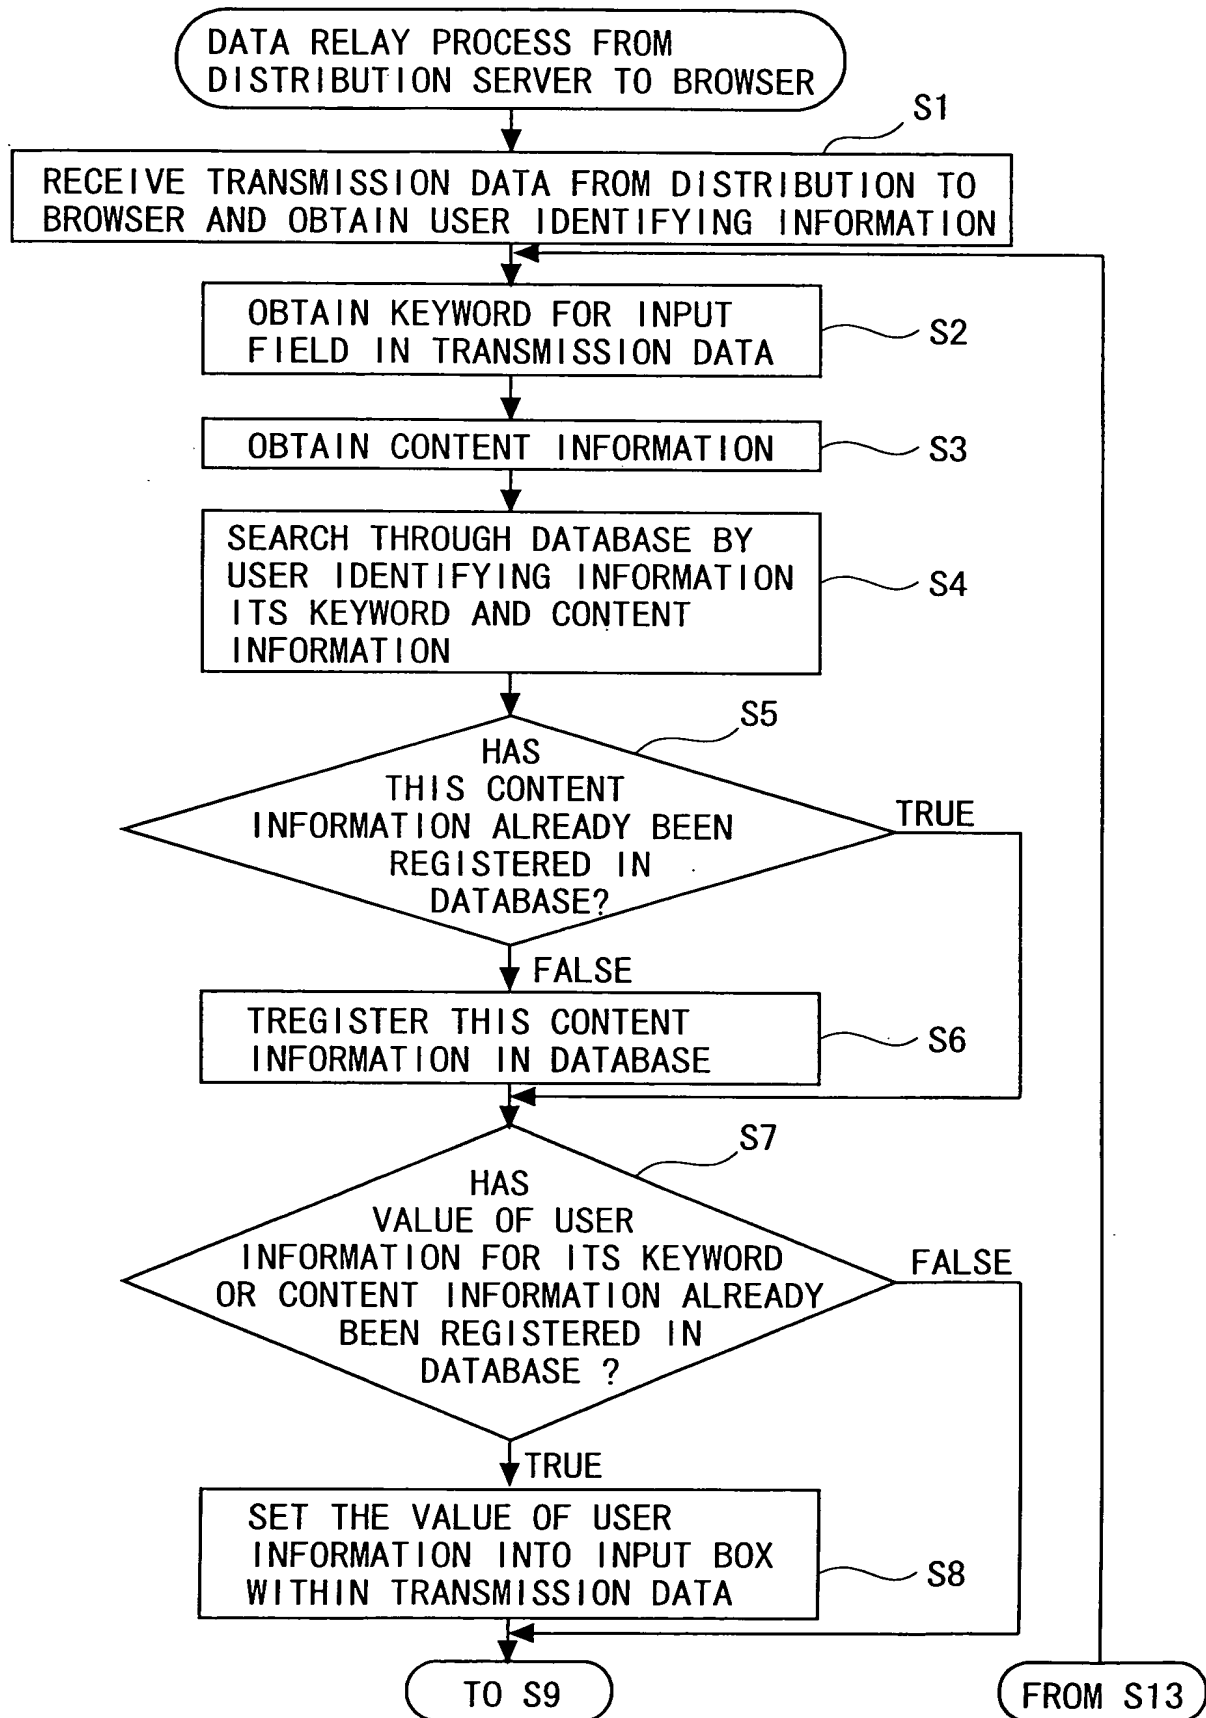 DATA RELAY PROCESS FROM
DISTRIBUTION SERVER TO BROWSER
S1
RECEIVE TRANSMISSION DATA FROM DISTRIBUTION TO
BROWSER AND OBTAIN USER IDENTIFYING INFORMATION
OBTAIN KEYWORD FOR INPUT
FIELD IN TRANSMISSION DATA
S2
OBTAIN CONTENT INFORMATION
S3
SEARCH THROUGH DATABASE BY
USER IDENTIFYING INFORMATION
ITS KEYWORD AND CONTENT
INFORMATION
S4
S5
HAS
THIS CONTENT
INFORMATION ALREADY BEEN
REGISTERED IN
DATABASE?
TRUE
FALSE
TREGISTER THIS CONTENT
INFORMATION IN DATABASE
S6
S7
HAS
VALUE OF USER
INFORMATION FOR ITS KEYWORD
OR CONTENT INFORMATION ALREADY
BEEN REGISTERED IN
DATABASE ?
FALSE
TRUE
SET THE VALUE OF USER
INFORMATION INTO INPUT BOX
WITHIN TRANSMISSION DATA
S8
TO S9
FROM S13